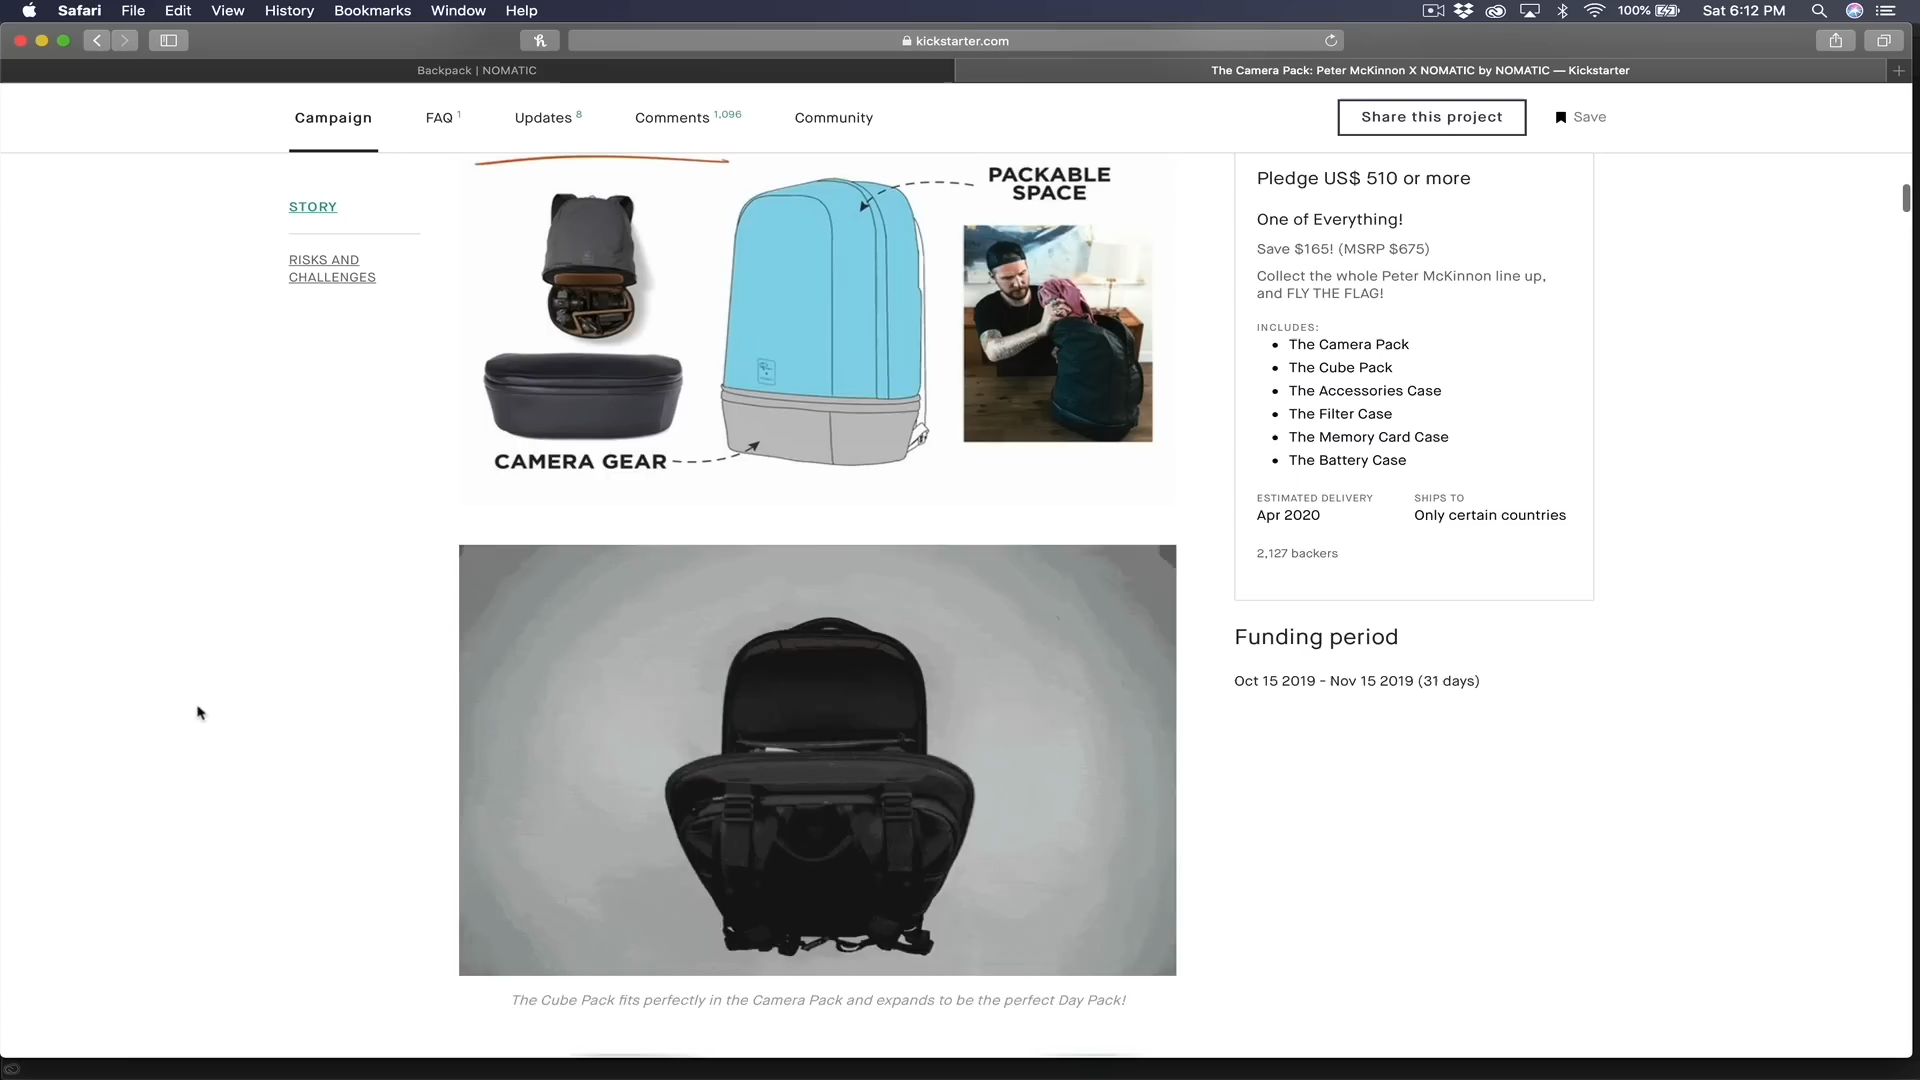 Safari File Edit View History Bookmarks Window Help
100% Sat 6:12 PM
kickstarter.com
Backpack | NOMATIC
The Camera Pack: Peter McKinnon X NOMATIC by NOMATIC — Kickstarter
Campaign
FAQ 1
Updates 8
Comments 1,096
Community
Share this project
Save
STORY
RISKS AND
CHALLENGES
PACKABLE
SPACE
CAMERA GEAR
The Cube Pack fits perfectly in the Camera Pack and expands to be the perfect Day Pack!
Pledge US$ 510 or more
One of Everything!
Save $165! (MSRP $675)
Collect the whole Peter McKinnon line up,
and FLY THE FLAG!
INCLUDES:
The Camera Pack
The Cube Pack
The Accessories Case
The Filter Case
The Memory Card Case
The Battery Case
ESTIMATED DELIVERY
Apr 2020
SHIPS TO
Only certain countries
2,127 backers
Funding period
Oct 15 2019 - Nov 15 2019 (31 days)